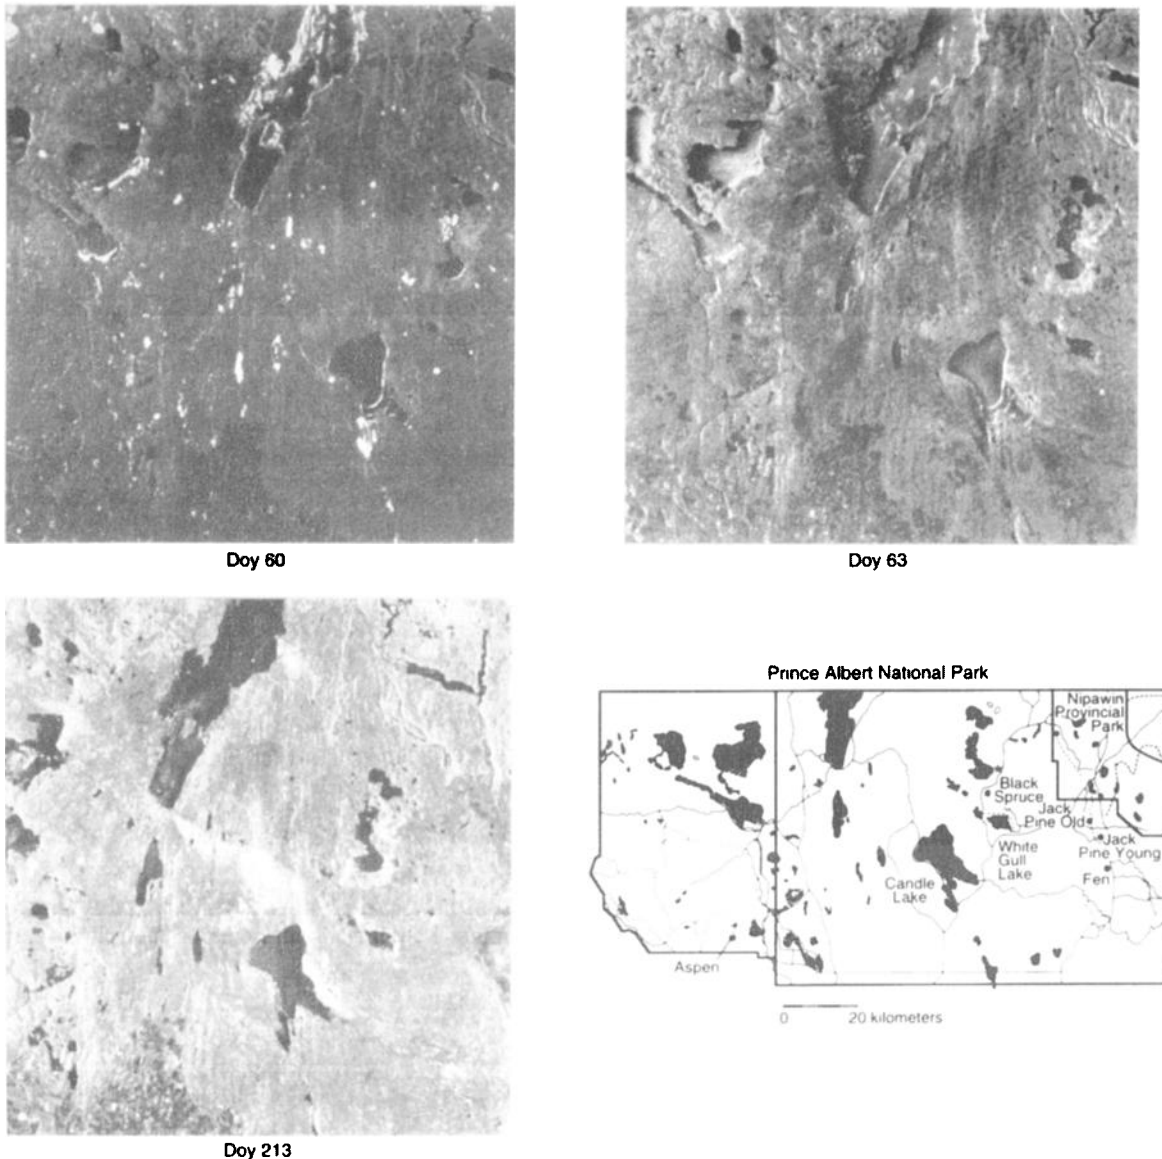 Doy 60
Doy 63
Doy 213
Prince Albert National Park
Nipawin
Provincial
Park
Black
Spruce
Jack
Pine Old
Jack
Pine Young
White
Gull
Lake
Fen
Candle
Lake
Aspen
0 20 kilometers